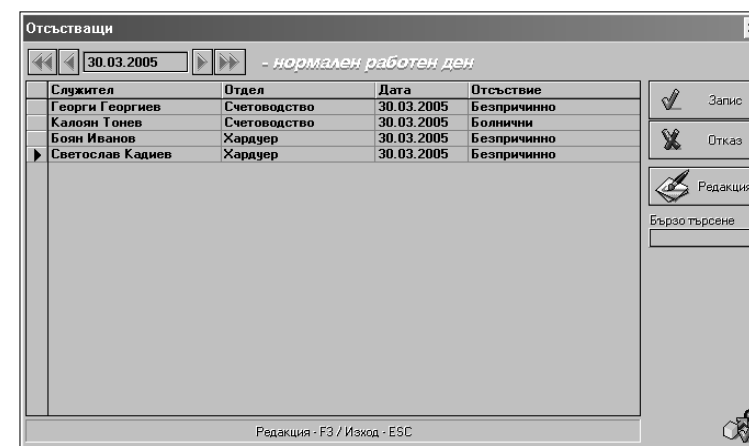 Отсъстващи
30.03.2005 - нормален работен ден
Служител Отдел Дата Отсъствие
Георги Георгиев Счетоводство 30.03.2005 Безпричинно
Калоян Тонев Счетоводство 30.03.2005 Болнични
Боян Иванов Хардуер 30.03.2005 Безпричинно
Светослав Кадиев Хардуер 30.03.2005 Безпричинно
Запис
Отказ
Редакция
Бързо търсене
Редакция - F3 / Изход - ESC